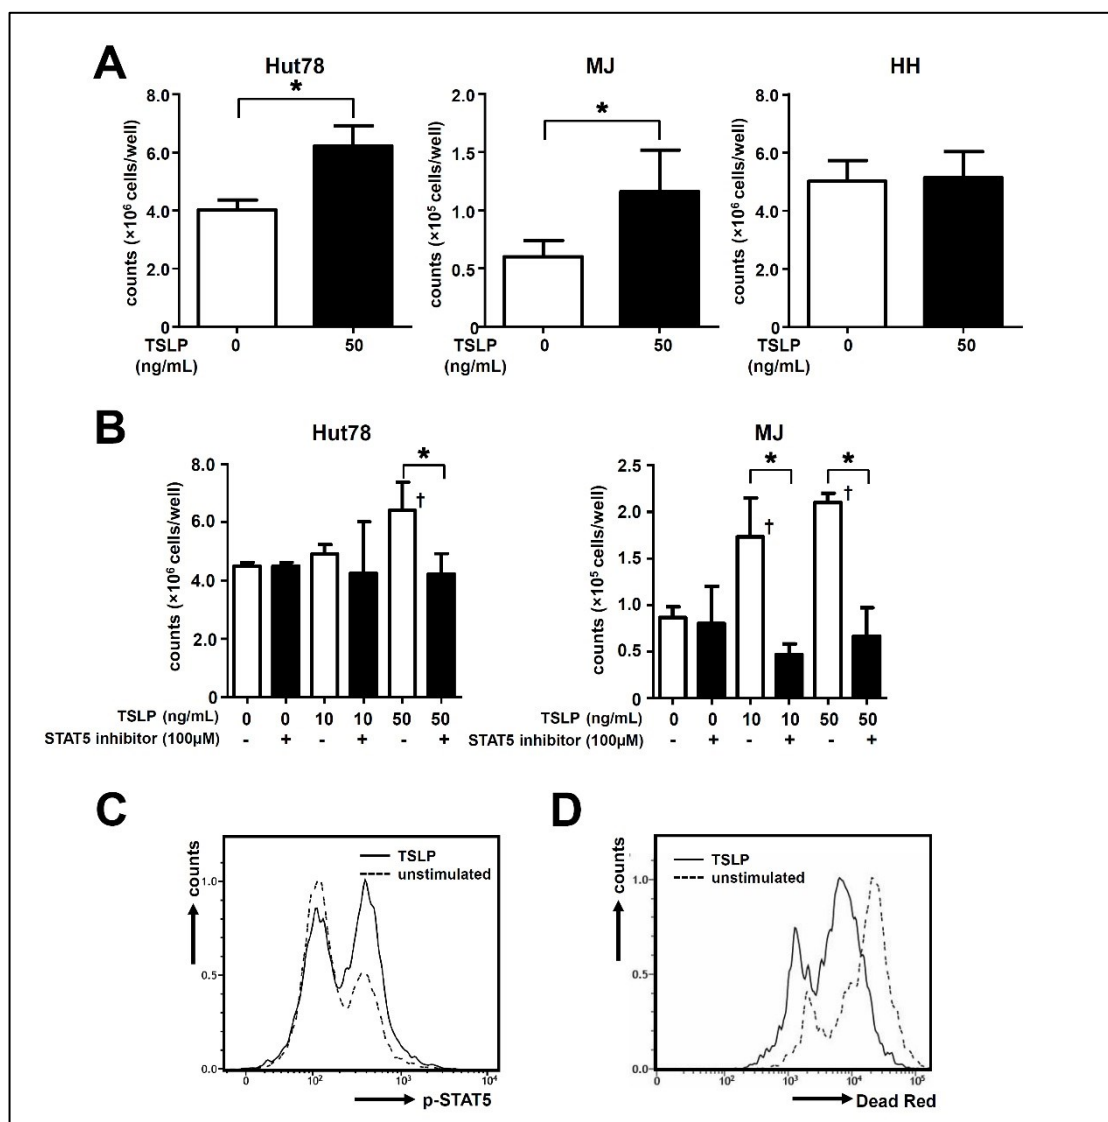 A
Hut78
MJ
HH
counts (×10⁶ cells/well)
8.0
6.0
4.0
2.0
0
*
TSLP
(ng/mL)
0 50
counts (×10⁵ cells/well)
2.0
1.5
1.0
0.5
0
*
TSLP
(ng/mL)
0 50
counts (×10⁶ cells/well)
8.0
6.0
4.0
2.0
0
TSLP
(ng/mL)
0 50
B
Hut78
counts (×10⁶ cells/well)
8.0
6.0
4.0
2.0
0
*
†
TSLP (ng/mL) 0 0 10 10 50 50
STAT5 inhibitor (100μM) - + - + - +
MJ
counts (×10⁵ cells/well)
2.5
2.0
1.5
1.0
0.5
0
* *
† †
TSLP (ng/mL) 0 0 10 10 50 50
STAT5 inhibitor (100μM) - + - + - +
C
counts
TSLP
unstimulated
1.0
0.5
0.0
0 10² 10³ 10⁴
p-STAT5
D
counts
TSLP
unstimulated
1.0
0.5
0.0
0 10² 10³ 10⁴ 10⁵
Dead Red